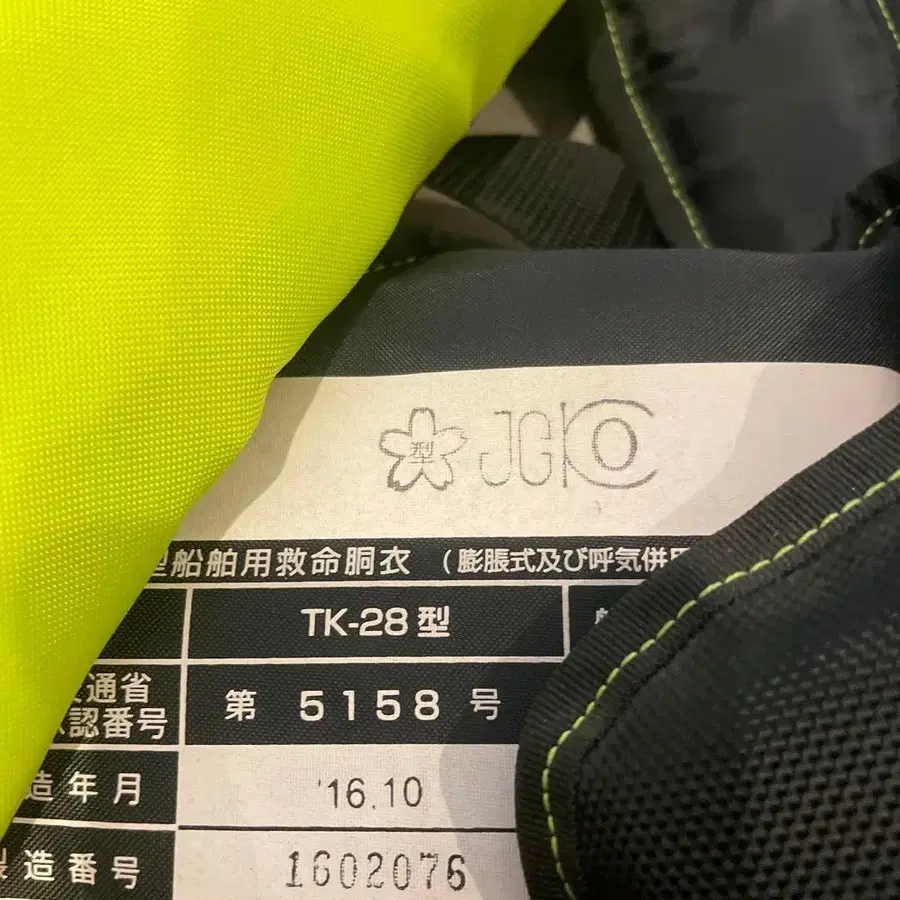 型 JG
型船舶用救命胴衣 (膨脹式及び呼気併用
TK-28型
通省 第 5158 号
認番号
造年月 '16.10
製造番号 1602076